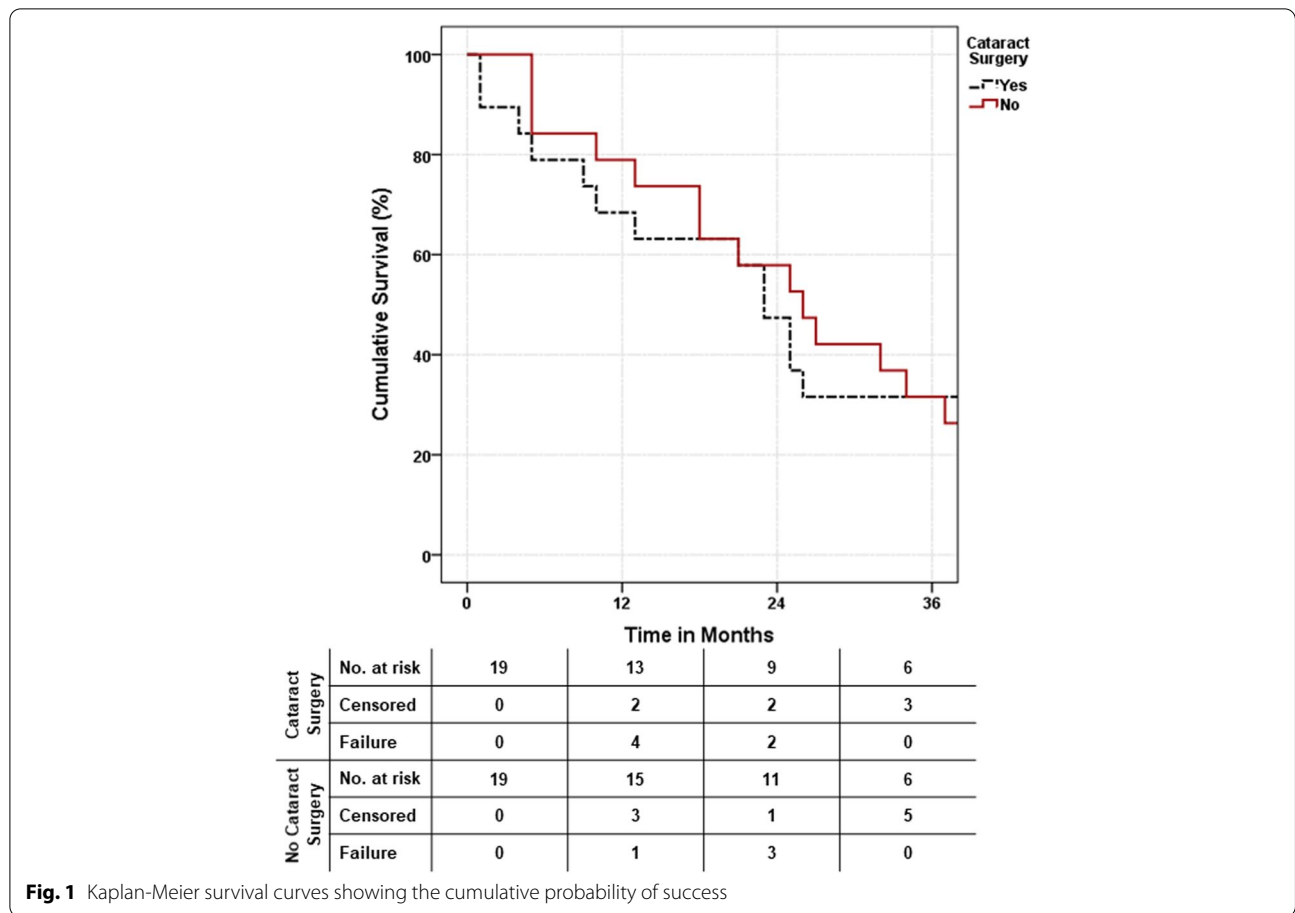 Cataract
Surgery
Yes
No
100
80
60
40
20
0
Cumulative Survival (%)
0 12 24 36
Time in Months
Cataract
Surgery
No. at risk 19 13 9 6
Censored 0 2 2 3
Failure 0 4 2 0
No Cataract
Surgery
No. at risk 19 15 11 6
Censored 0 3 1 5
Failure 0 1 3 0
Fig. 1 Kaplan-Meier survival curves showing the cumulative probability of success